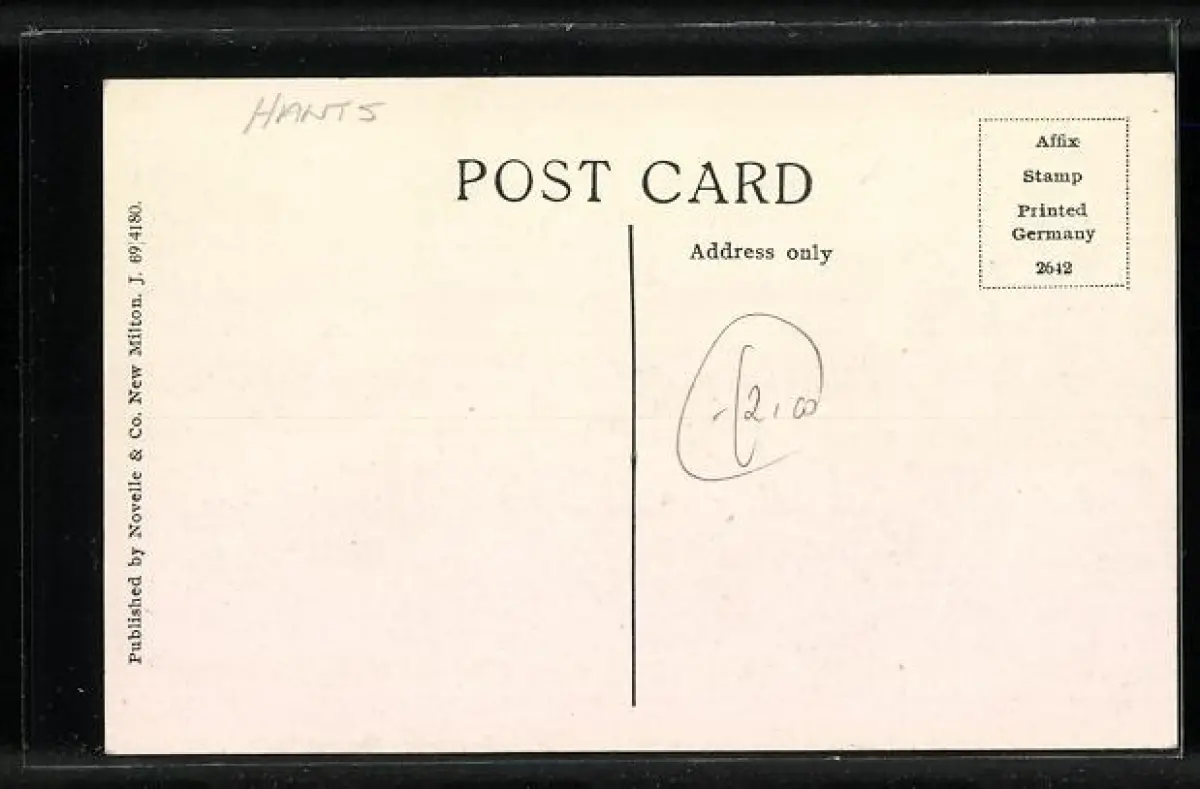 HANTS
POST CARD
Affix
Stamp
Printed
Germany
2642
Address only
2,00
Published by Novelle & Co. New Milton. J. 69/4180.